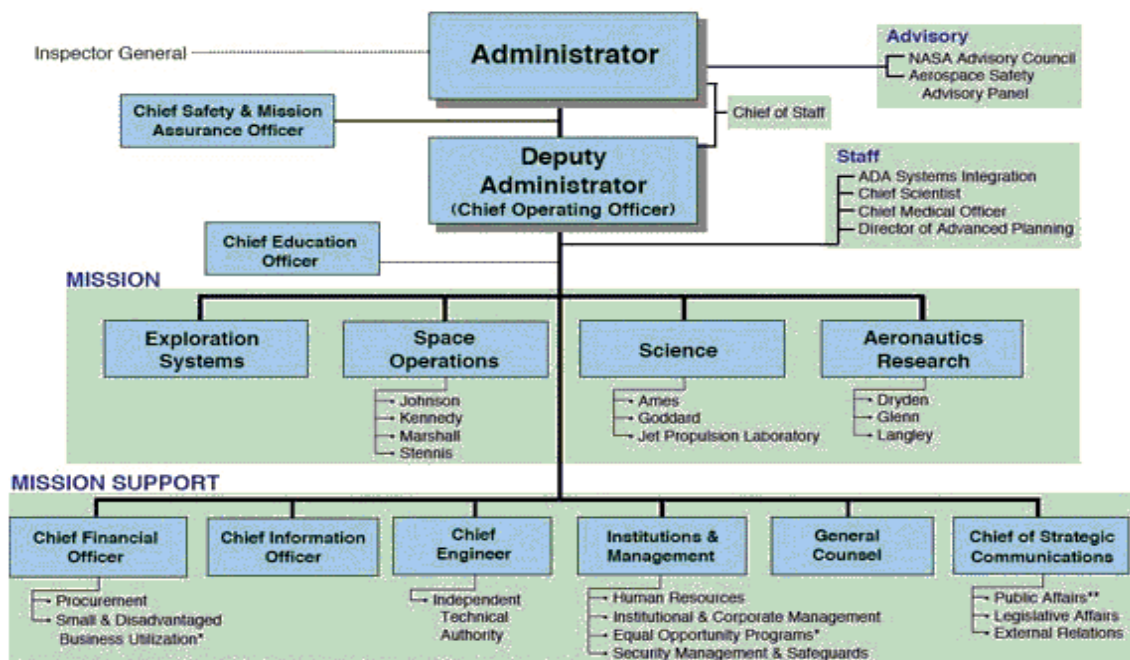 Inspector General
Administrator
Advisory
NASA Advisory Council
Aerospace Safety
Advisory Panel
Chief Safety & Mission
Assurance Officer
Chief of Staff
Deputy
Administrator
(Chief Operating Officer)
Staff
ADA Systems Integration
Chief Scientist
Chief Medical Officer
Director of Advanced Planning
Chief Education
Officer
MISSION
Exploration
Systems
Space
Operations
Johnson
Kennedy
Marshall
Stennis
Science
Ames
Goddard
Jet Propulsion Laboratory
Aeronautics
Research
Dryden
Glenn
Langley
MISSION SUPPORT
Chief Financial
Officer
Procurement
Small & Disadvantaged
Business Utilization*
Chief Information
Officer
Chief
Engineer
Independent
Technical
Authority
Institutions &
Management
Human Resources
Institutional & Corporate Management
Equal Opportunity Programs*
Security Management & Safeguards
General
Counsel
Chief of Strategic
Communications
Public Affairs**
Legislative Affairs
External Relations